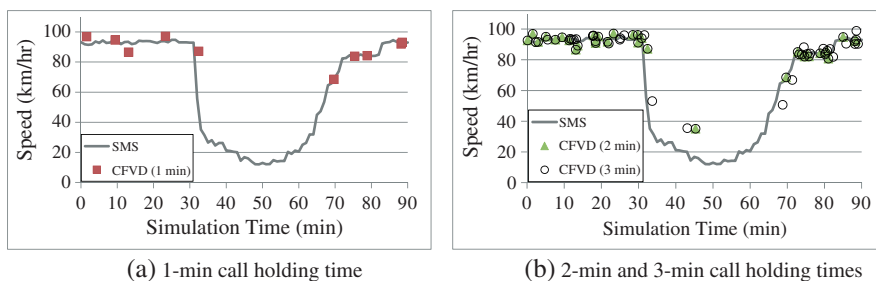 100
80
60
40
20
0
Speed (km/hr)
SMS
CFVD (1 min)
0 10 20 30 40 50 60 70 80 90
Simulation Time (min)
(a) 1-min call holding time
100
80
60
40
20
0
Speed (km/hr)
SMS
CFVD (2 min)
CFVD (3 min)
0 10 20 30 40 50 60 70 80 90
Simulation Time (min)
(b) 2-min and 3-min call holding times